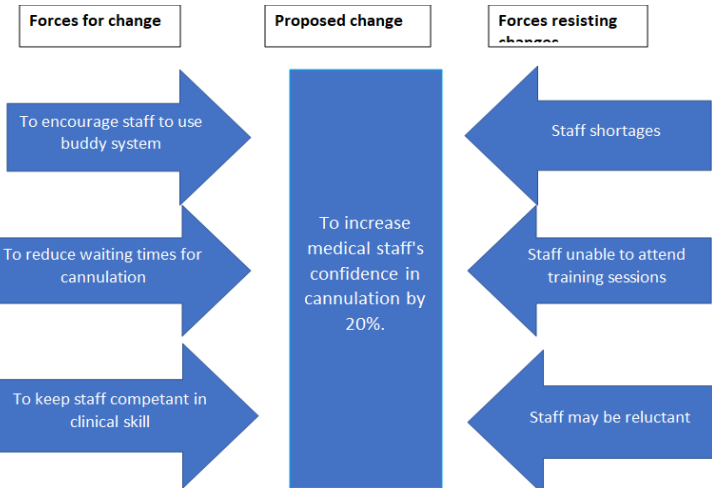 Forces for change
Proposed change
Forces resisting
changes
To encourage staff to use
buddy system
To increase
medical staff's
confidence in
cannulation by
20%.
Staff shortages
To reduce waiting times for
cannulation
Staff unable to attend
training sessions
To keep staff competant in
clinical skill
Staff may be reluctant